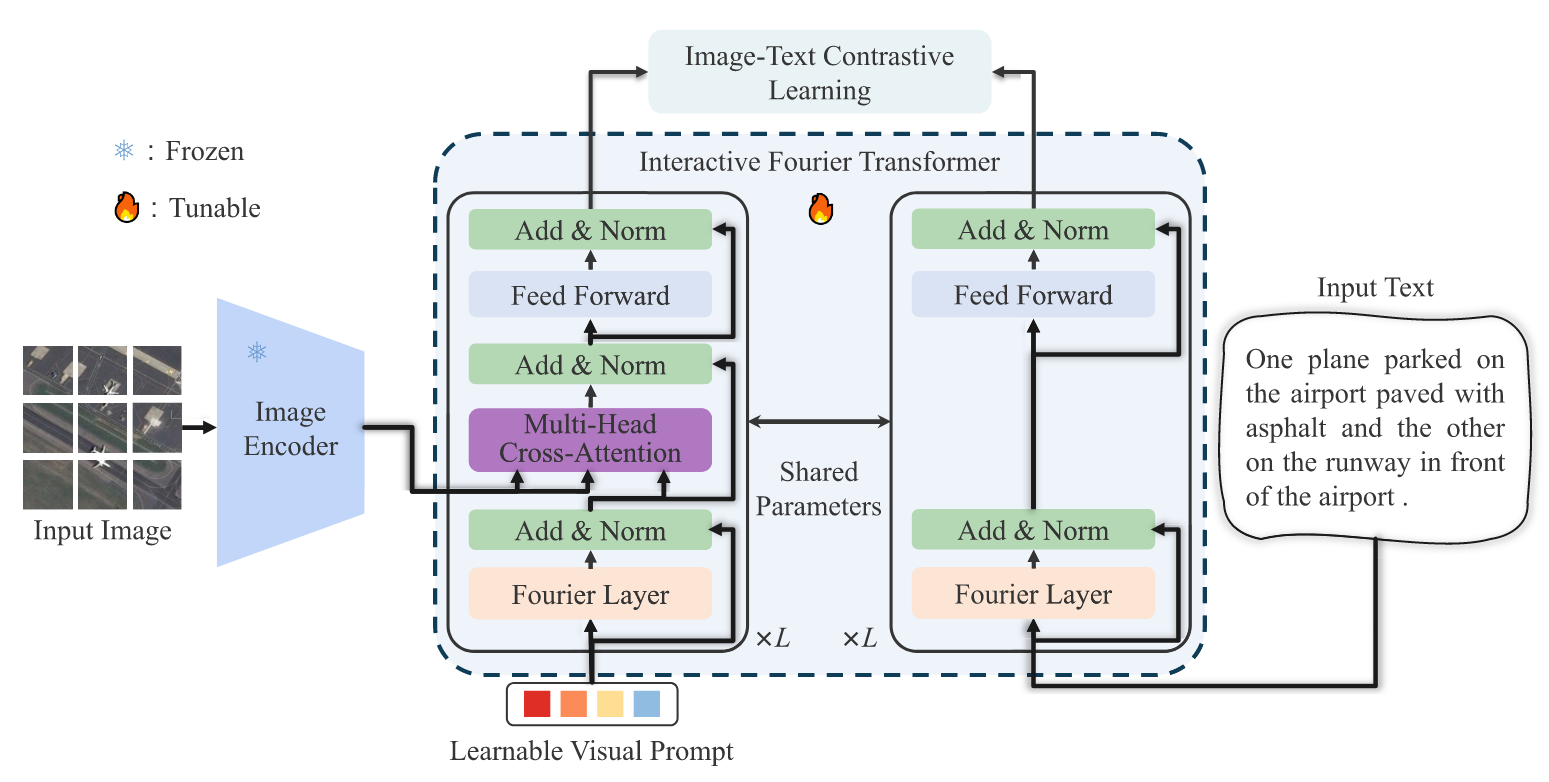 Image-Text Contrastive
Learning
: Frozen
: Tunable
Interactive Fourier Transformer
Add & Norm
Feed Forward
Add & Norm
Multi-Head
Cross-Attention
Add & Norm
Fourier Layer
×L
Shared
Parameters
Add & Norm
Feed Forward
Add & Norm
Fourier Layer
×L
Image
Encoder
Input Image
Learnable Visual Prompt
Input Text
One plane parked on
the airport paved with
asphalt and the other
on the runway in front
of the airport .